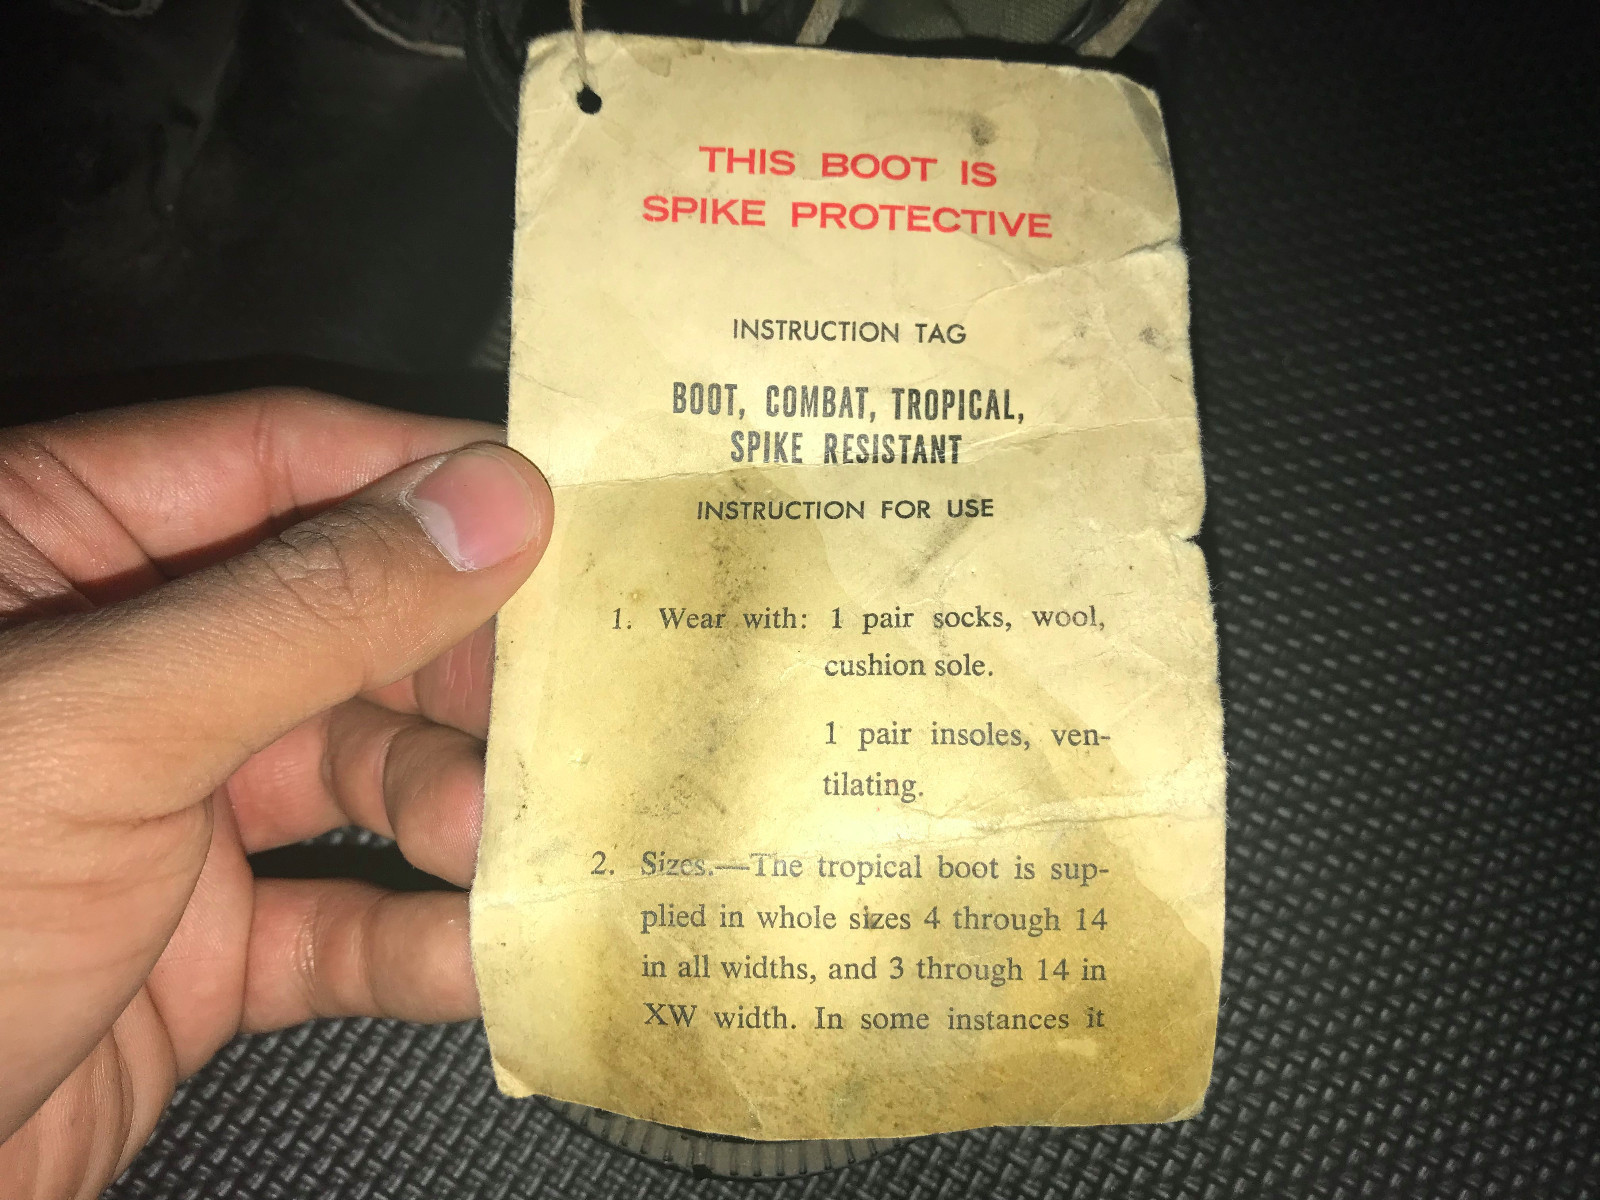 THIS BOOT IS
SPIKE PROTECTIVE
INSTRUCTION TAG
BOOT, COMBAT, TROPICAL,
SPIKE RESISTANT
INSTRUCTION FOR USE
1. Wear with: 1 pair socks, wool,
cushion sole.
1 pair insoles, ven-
tilating.
2. Sizes.—The tropical boot is sup-
plied in whole sizes 4 through 14
in all widths, and 3 through 14 in
XW width. In some instances it